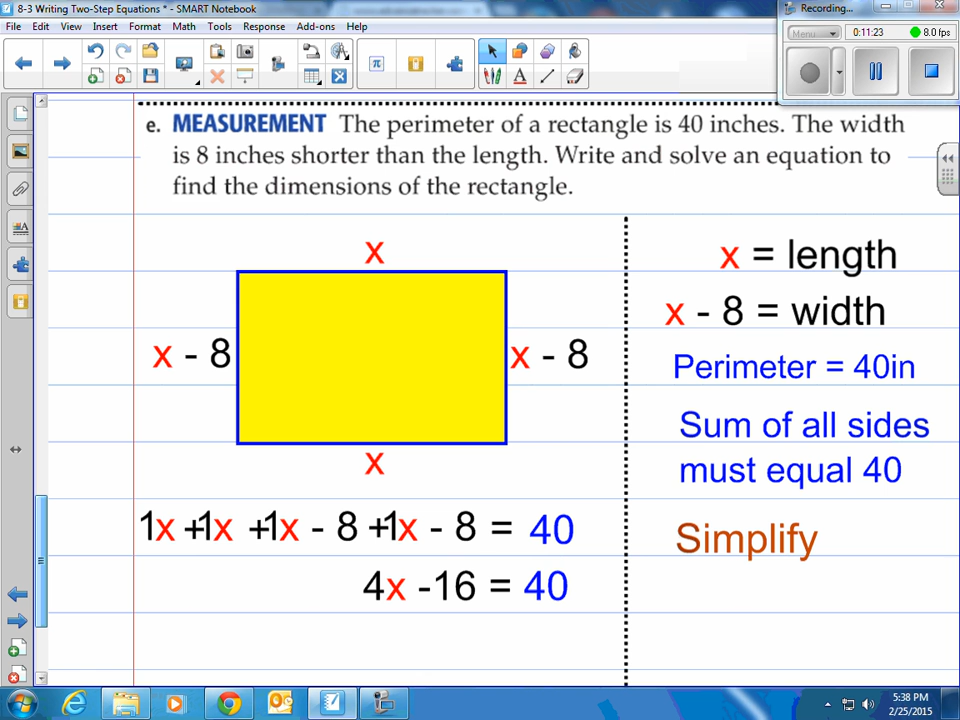 8-3 Writing Two-Step Equations * - SMART Notebook
Recording...
File Edit View Insert Format Math Tools Response Add-ons Help
Menu 0:11:23 8.0 fps
e. MEASUREMENT The perimeter of a rectangle is 40 inches. The width
is 8 inches shorter than the length. Write and solve an equation to
find the dimensions of the rectangle.
x
x - 8
x - 8
x
1x +1x +1x - 8 +1x - 8 = 40
4x -16 = 40
x = length
x - 8 = width
Perimeter = 40in
Sum of all sides
must equal 40
Simplify
5:38 PM
2/25/2015